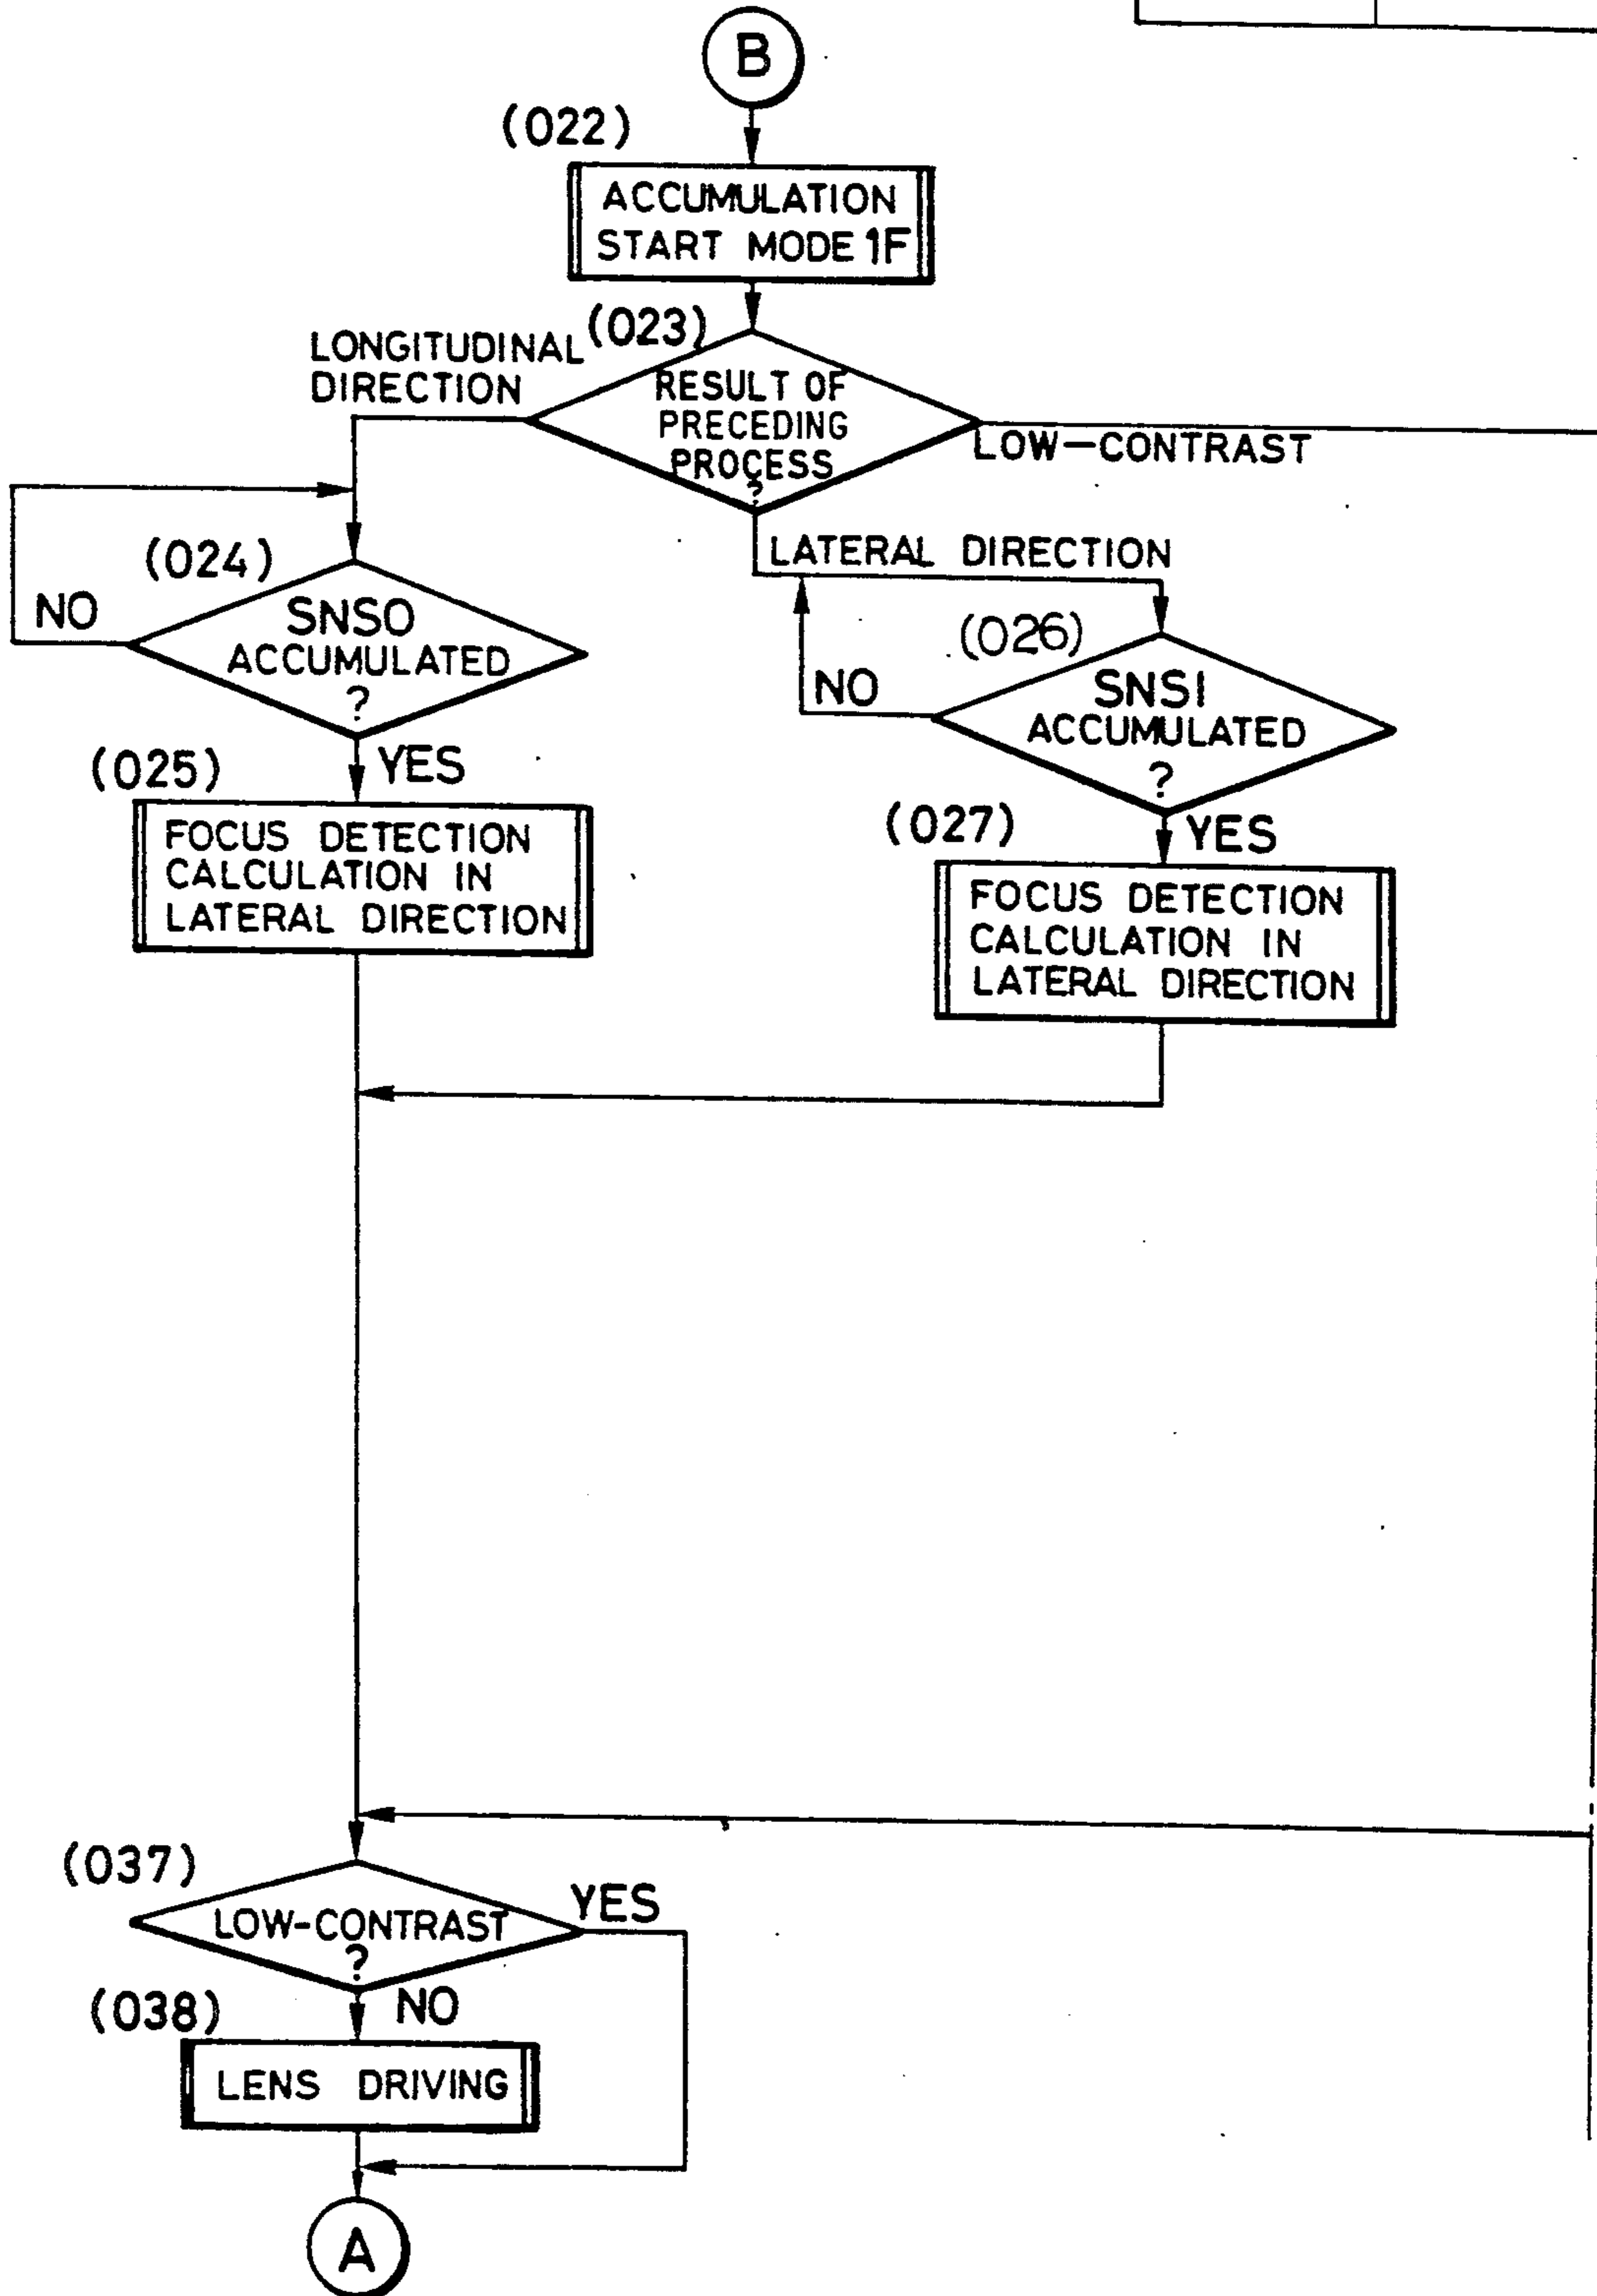 B
(022)
ACCUMULATION
START MODE 1F
(023)
LONGITUDINAL
DIRECTION
RESULT OF
PRECEDING
PROCESS
?
LOW-CONTRAST
LATERAL DIRECTION
(024)
NO
SNSO
ACCUMULATED
?
(026)
NO
SNSI
ACCUMULATED
?
(025)
YES
FOCUS DETECTION
CALCULATION IN
LATERAL DIRECTION
(027)
YES
FOCUS DETECTION
CALCULATION IN
LATERAL DIRECTION
(037)
LOW-CONTRAST
?
YES
(038)
NO
LENS DRIVING
A